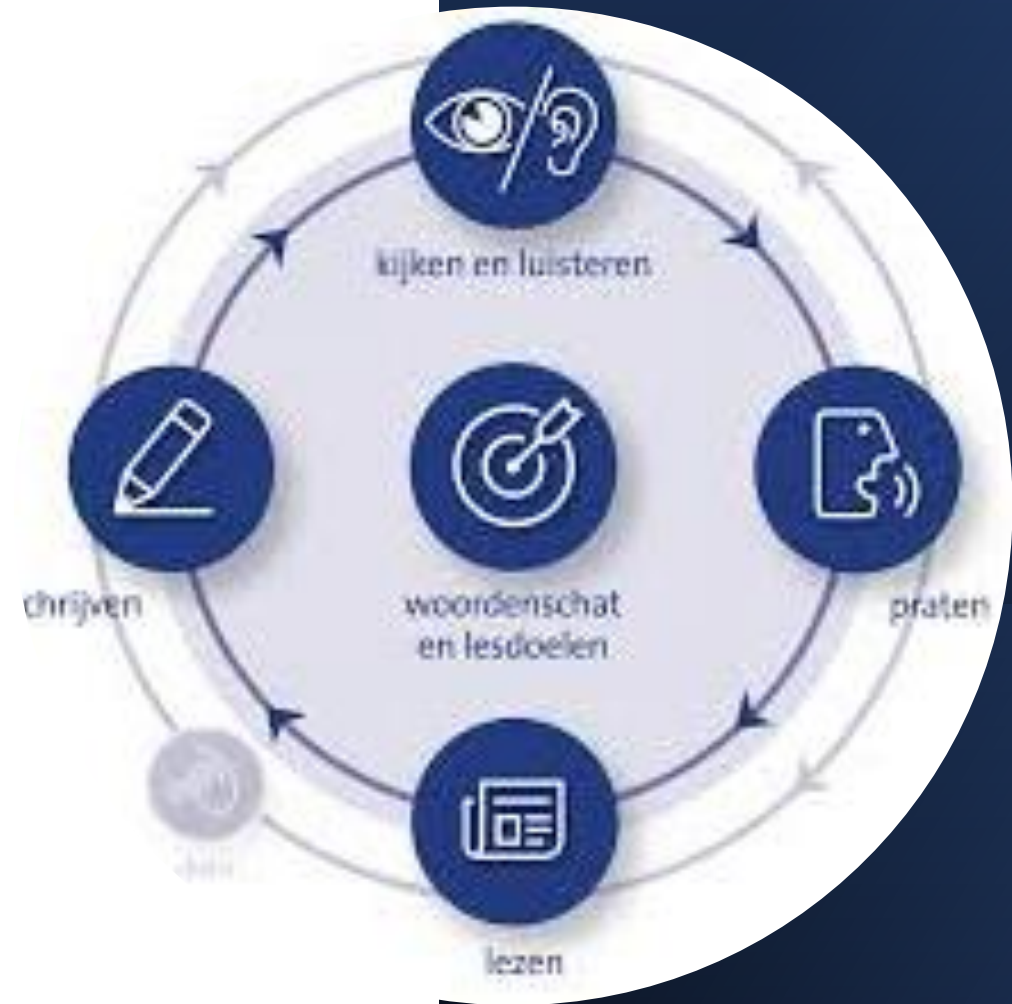 kijken en luisteren
chrijven
woordenschat
en lesdoelen
praten
lezen